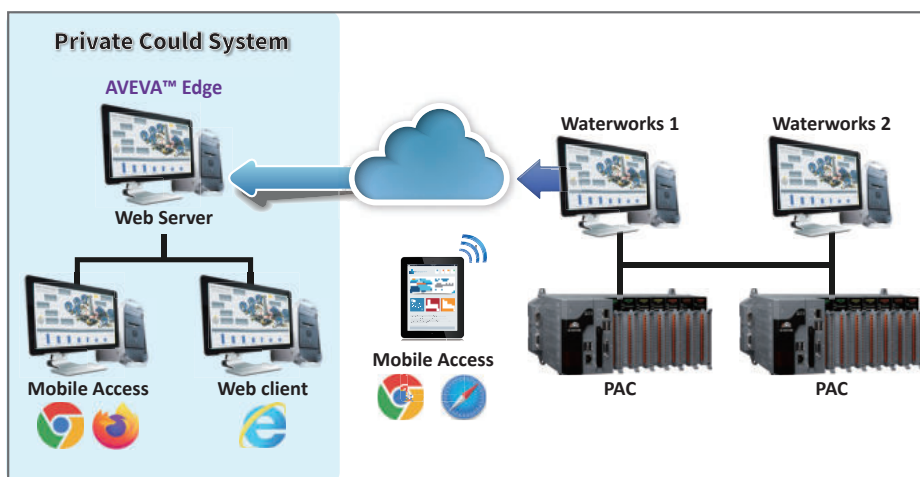 Private Could System
AVEVA™ Edge
Web Server
Mobile Access
Web client
Mobile Access
Waterworks 1
Waterworks 2
PAC
PAC